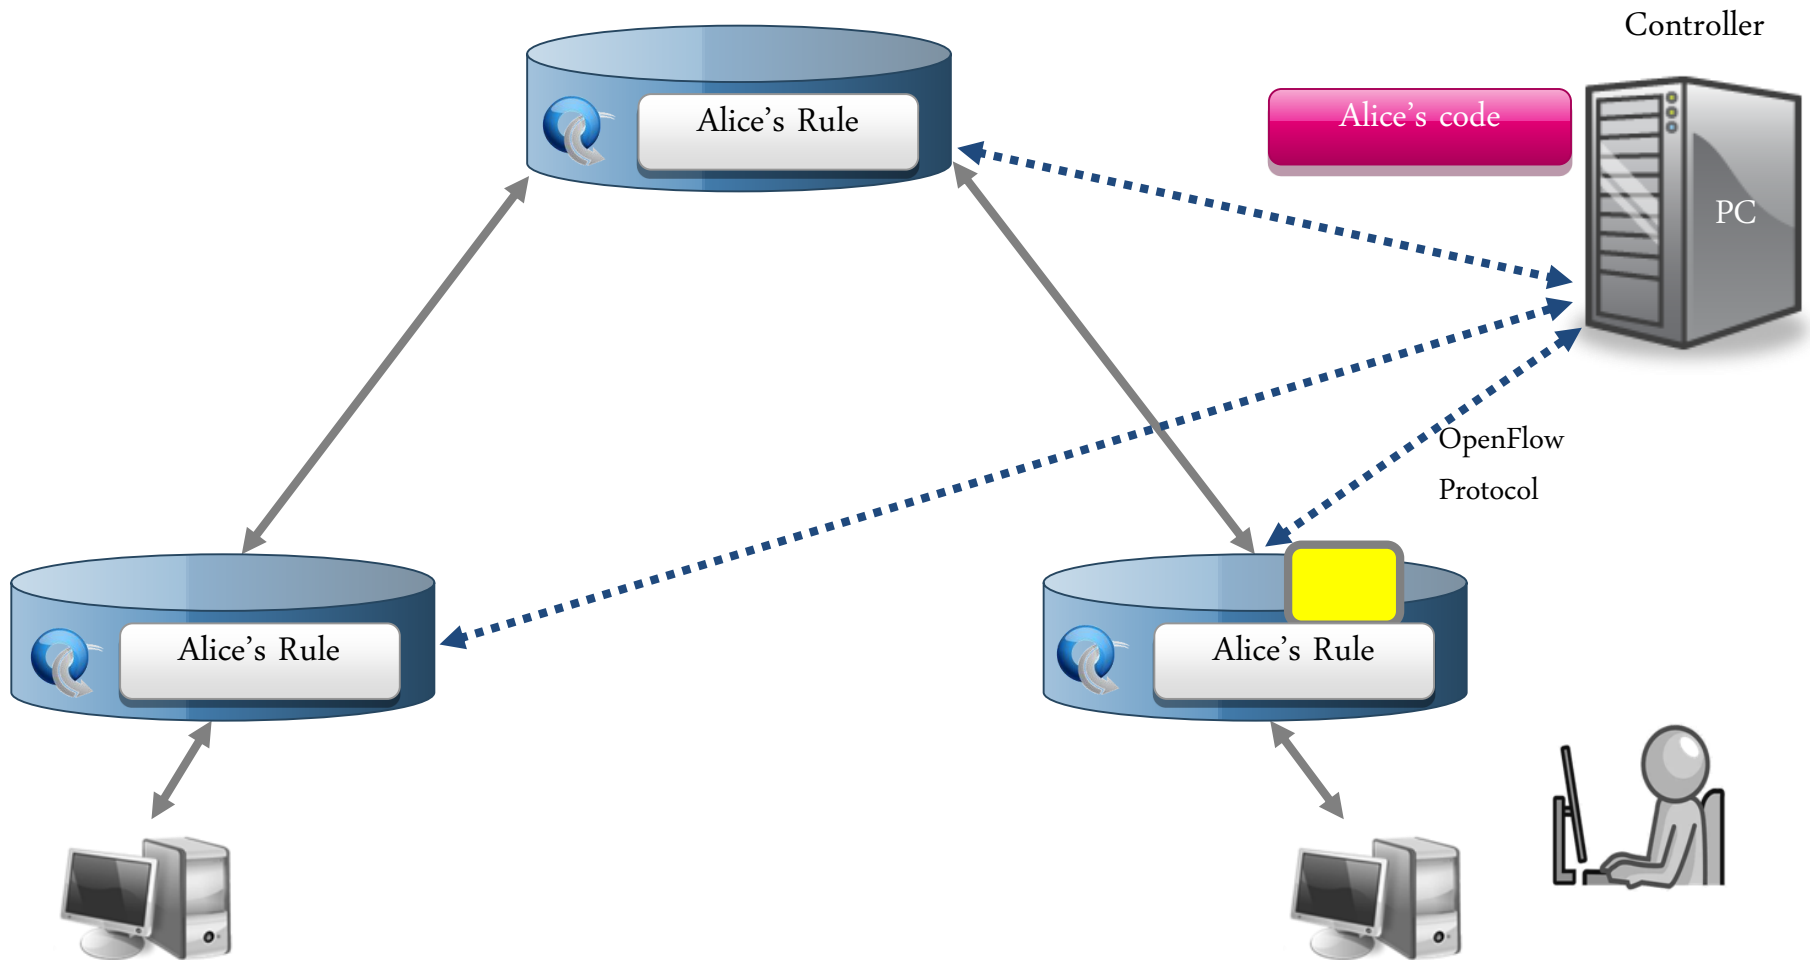 Controller
Alice's Rule
Alice's code
PC
OpenFlow
Protocol
Alice's Rule
Alice's Rule